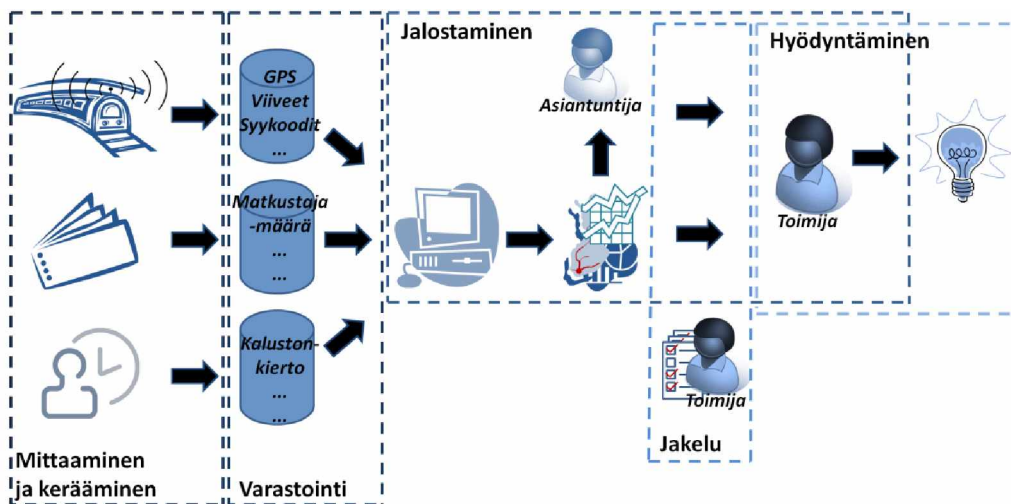 Mittaaminen
ja kerääminen
GPS
Viiveet
Syykoodit
...
Matkustaja
-määrä
...
...
Kaluston-
kierto
...
...
Varastointi
Jalostaminen
Asiantuntija
Toimija
Jakelu
Hyödyntäminen
Toimija